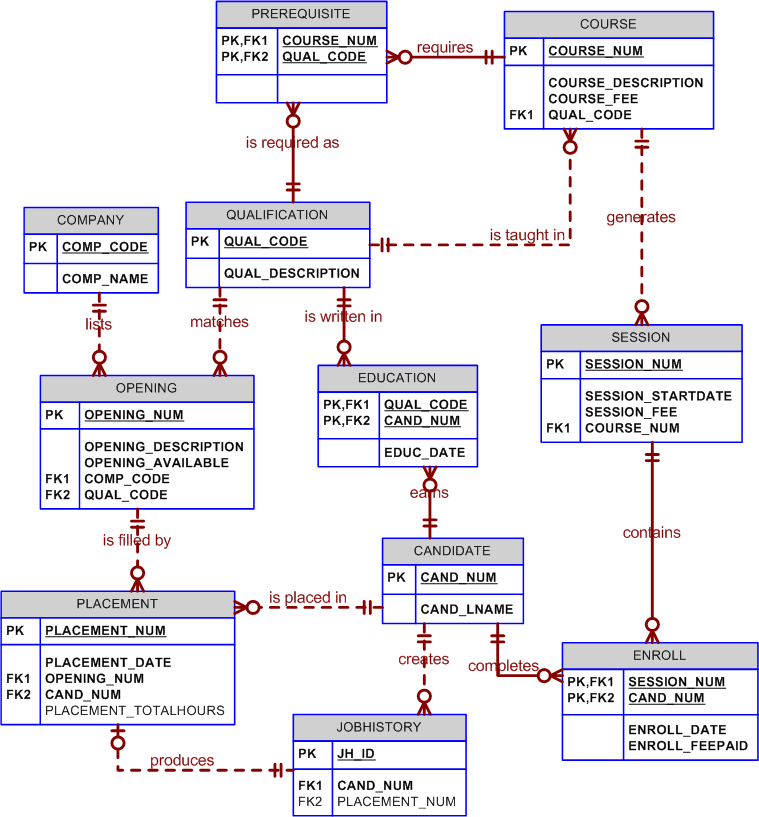 PREREQUISITE
PK,FK1 COURSE_NUM
PK,FK2 QUAL_CODE
requires
COURSE
PK COURSE_NUM
COURSE_DESCRIPTION
COURSE_FEE
FK1 QUAL_CODE
is required as
COMPANY
PK COMP_CODE
COMP_NAME
QUALIFICATION
PK QUAL_CODE
QUAL_DESCRIPTION
is taught in
generates
lists
matches
is written in
SESSION
PK SESSION_NUM
SESSION_STARTDATE
SESSION_FEE
FK1 COURSE_NUM
OPENING
PK OPENING_NUM
OPENING_DESCRIPTION
OPENING_AVAILABLE
FK1 COMP_CODE
FK2 QUAL_CODE
EDUCATION
PK,FK1 QUAL_CODE
PK,FK2 CAND_NUM
EDUC_DATE
earns
is filled by
contains
CANDIDATE
PK CAND_NUM
CAND_LNAME
is placed in
PLACEMENT
PK PLACEMENT_NUM
PLACEMENT_DATE
FK1 OPENING_NUM
FK2 CAND_NUM
PLACEMENT_TOTALHOURS
creates
completes
ENROLL
PK,FK1 SESSION_NUM
PK,FK2 CAND_NUM
ENROLL_DATE
ENROLL_FEEPAID
produces
JOBHISTORY
PK JH_ID
FK1 CAND_NUM
FK2 PLACEMENT_NUM